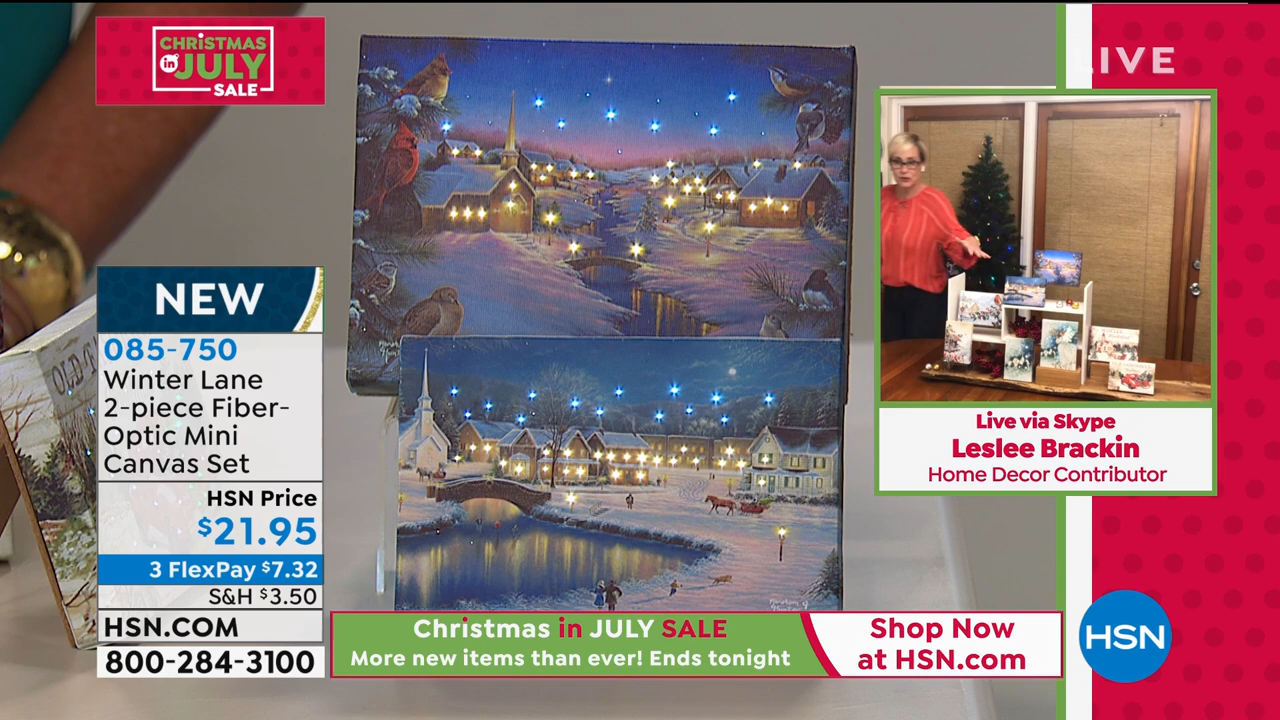 CHRISTMAS
in JULY
SALE
LIVE
NEW
085-750
Winter Lane
2-piece Fiber-
Optic Mini
Canvas Set
HSN Price
$21.95
3 FlexPay $7.32
S&H $3.50
HSN.COM
800-284-3100
Live via Skype
Leslee Brackin
Home Decor Contributor
Christmas in JULY SALE
More new items than ever! Ends tonight
Shop Now
at HSN.com
HSN